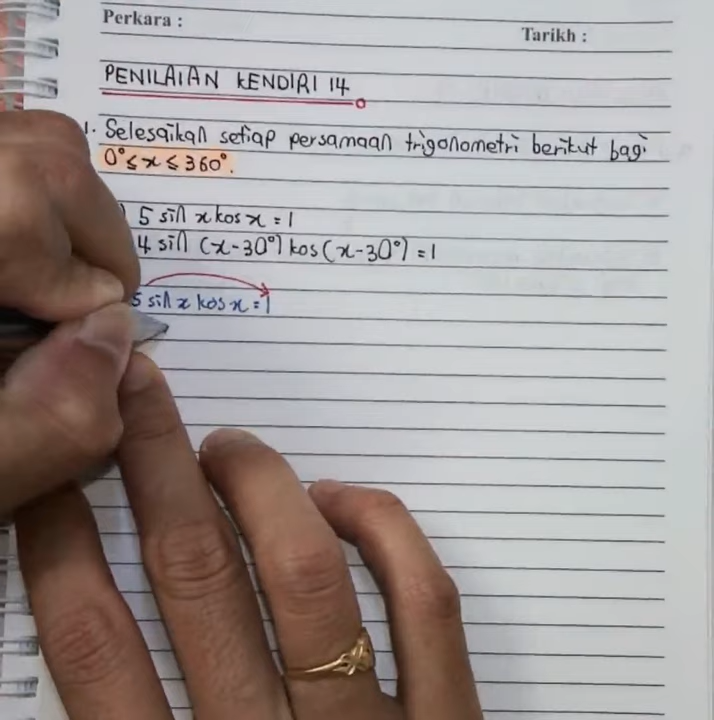 Perkara :
Tarikh :
PENILAIAN KENDIRI 14
1. Selesaikan setiap persamaan trigonometri berikut bagi
0° ≤ x ≤ 360°.
) 5 sin x kos x = 1
4 sin (x-30°) kos (x-30°) = 1
5 sin x kos x = 1